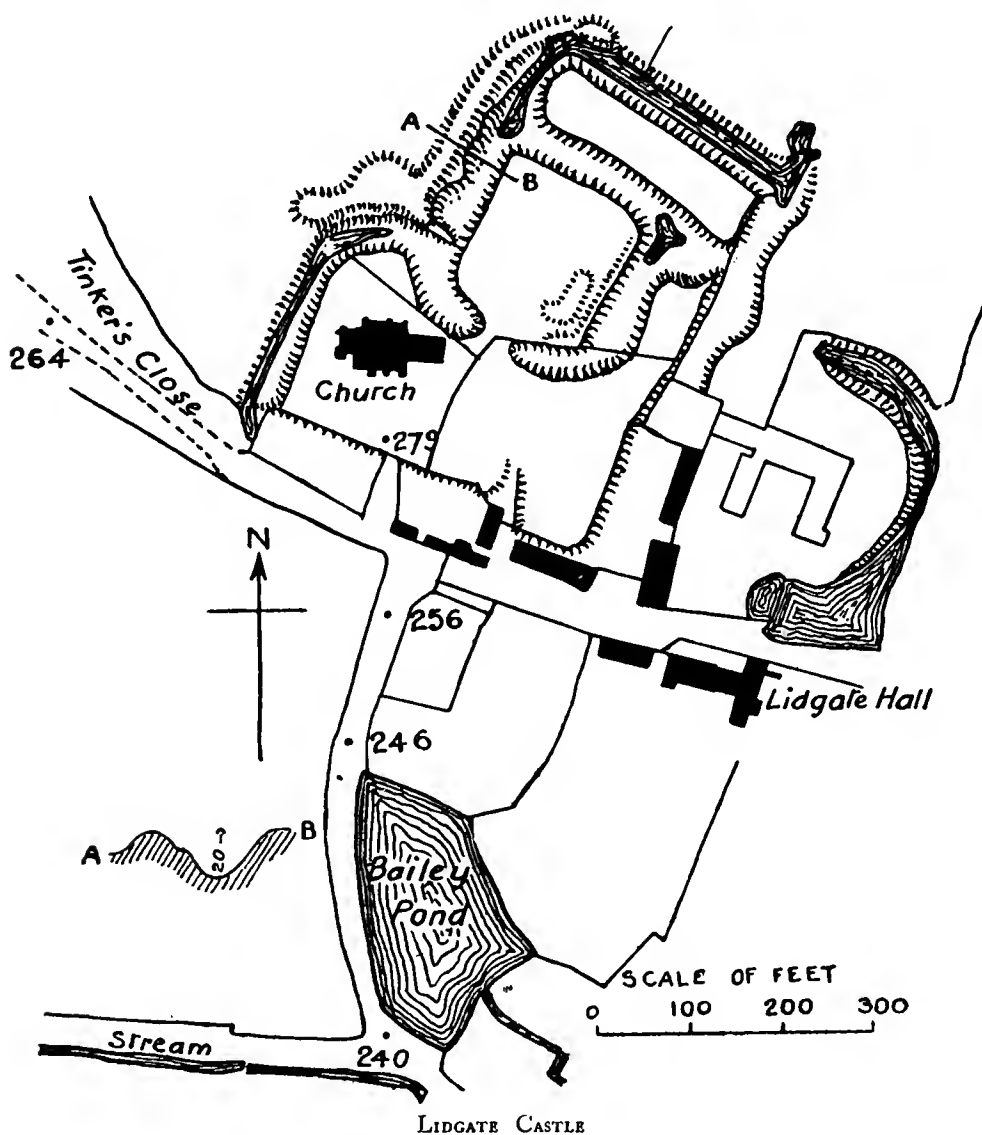 A
B
Tinker's Close
264
Church
279
N
256
Lidgate Hall
246
A
20
B
Bailey
Pond
SCALE OF FEET
0 100 200 300
Stream
240
LIDGATE CASTLE